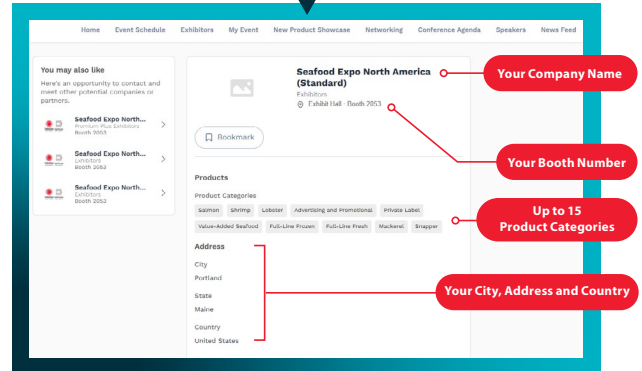 Home Event Schedule Exhibitors My Event New Product Showcase Networking Conference Agenda Speakers News Feed
You may also like
Here's an opportunity to contact and
meet other potential companies or
partners.
Seafood Expo North...
Premium Plus Exhibitors
Booth 2053
Seafood Expo North...
Exhibitors
Booth 2053
Seafood Expo North...
Exhibitors
Booth 2053
Seafood Expo North America
(Standard)
Exhibitors
Exhibit Hall - Booth 2053
Bookmark
Products
Product Categories
Salmon Shrimp Lobster Advertising and Promotional Private Label
Value-Added Seafood Full-Line Frozen Full-Line Fresh Mackerel Snapper
Address
City
Portland
State
Maine
Country
United States
Your Company Name
Your Booth Number
Up to 15
Product Categories
Your City, Address and Country